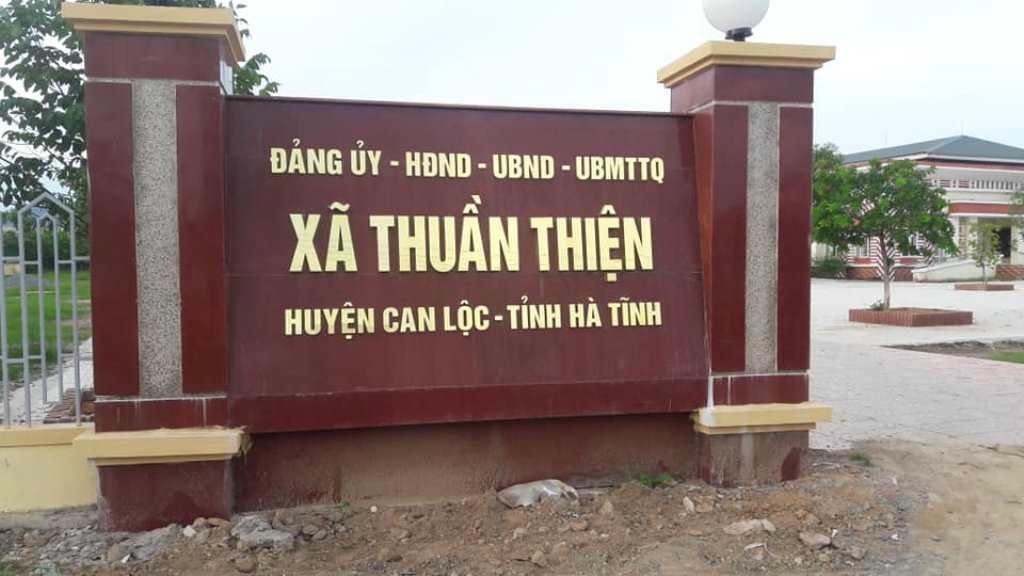 ĐẢNG ỦY - HĐND - UBND - UBMTTQ
XÃ THUẦN THIỆN
HUYỆN CAN LỘC - TỈNH HÀ TĨNH